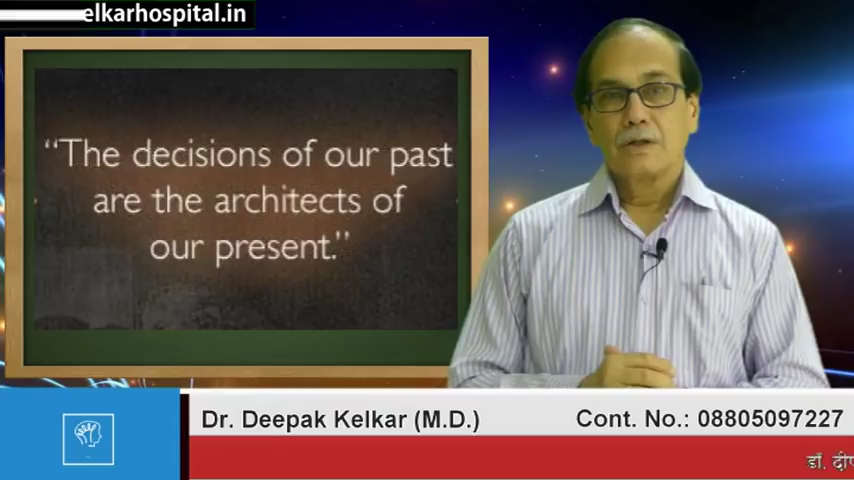 elkarhospital.in
“The decisions of our past
are the architects of
our present.”
Dr. Deepak Kelkar (M.D.)
Cont. No.: 08805097227
डॉ.